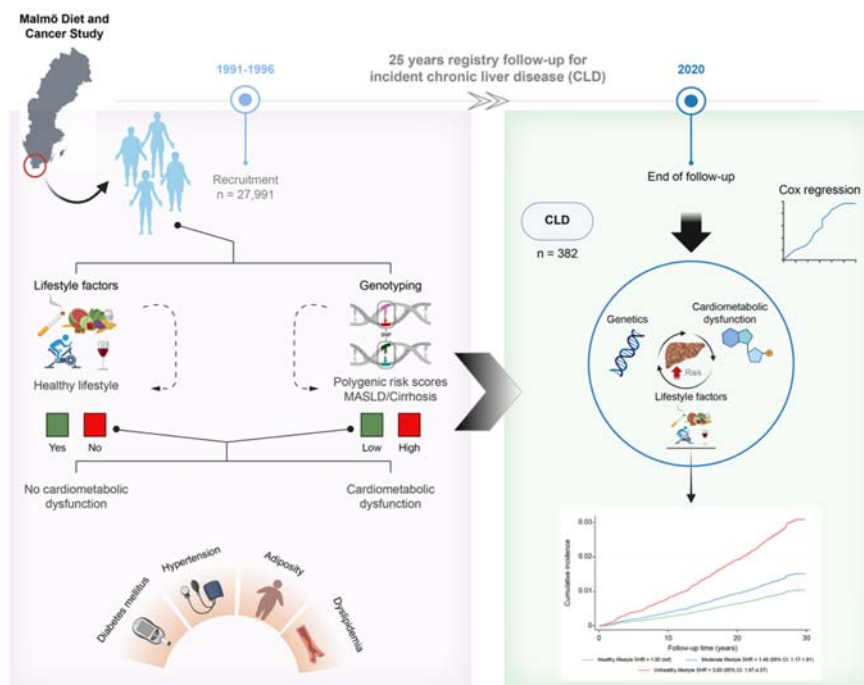 Malmö Diet and
Cancer Study
1991-1996
25 years registry follow-up for
incident chronic liver disease (CLD)
2020
Recruitment
n = 27,991
Lifestyle factors
Genotyping
SNP
Healthy lifestyle
Polygenic risk scores
MASLD/Cirrhosis
Yes
No
Low
High
No cardiometabolic
dysfunction
Cardiometabolic
dysfunction
Diabetes mellitus
Hypertension
Adiposity
Dyslipidemia
End of follow-up
CLD
n = 382
Cox regression
Genetics
Cardiometabolic
dysfunction
Risk
Lifestyle factors
Cumulative incidence
0.03
0.02
0.01
0
0
10
20
30
Follow-up time (years)
Healthy lifestyle SHR = 1.00 (ref)
Moderate lifestyle SHR = 1.46 (95% CI: 1.17-1.81)
Unhealthy lifestyle SHR = 3.00 (95% CI: 1.97-4.57)